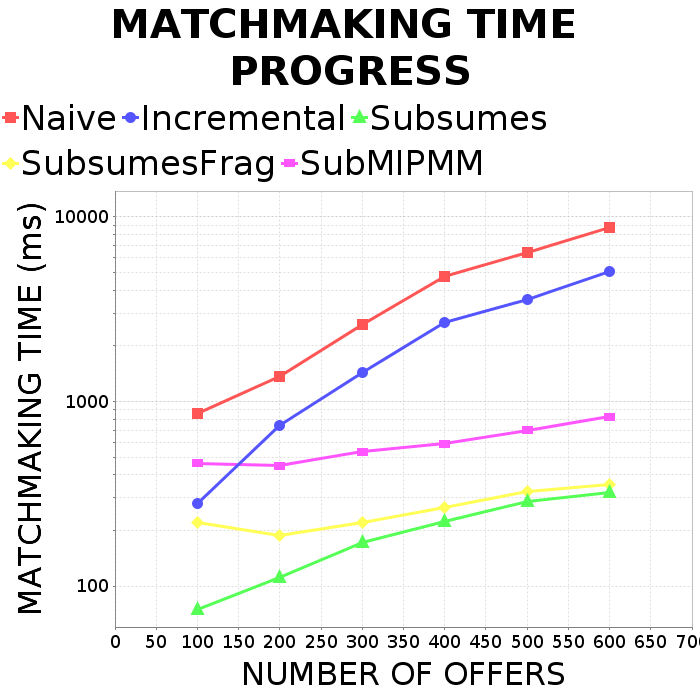 MATCHMAKING TIME
PROGRESS
Naive Incremental Subsumes
SubsumesFrag SubMIPMM
MATCHMAKING TIME (ms)
10000
1000
100
0 50 100 150 200 250 300 350 400 450 500 550 600 650 700
NUMBER OF OFFERS